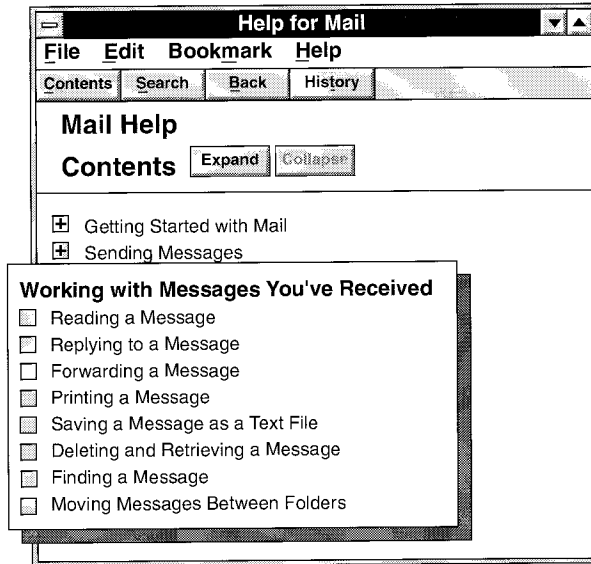 Help for Mail
File Edit Bookmark Help
Contents Search Back History
Mail Help
Contents Expand Collapse
Getting Started with Mail
Sending Messages
Working with Messages You've Received
Reading a Message
Replying to a Message
Forwarding a Message
Printing a Message
Saving a Message as a Text File
Deleting and Retrieving a Message
Finding a Message
Moving Messages Between Folders